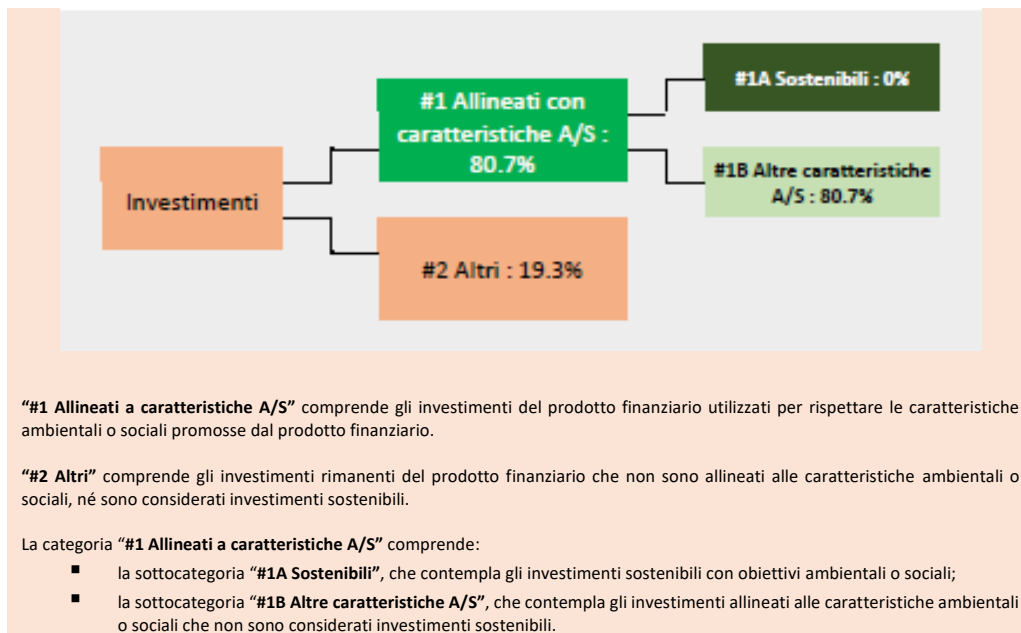 #1A Sostenibili : 0%
#1 Allineati con
caratteristiche A/S :
80.7%
#1B Altre caratteristiche
A/S : 80.7%
Investimenti
#2 Altri : 19.3%
“#1 Allineati a caratteristiche A/S” comprende gli investimenti del prodotto finanziario utilizzati per rispettare le caratteristiche
ambientali o sociali promosse dal prodotto finanziario.
“#2 Altri” comprende gli investimenti rimanenti del prodotto finanziario che non sono allineati alle caratteristiche ambientali o
sociali, né sono considerati investimenti sostenibili.
La categoria “#1 Allineati a caratteristiche A/S” comprende:
▪ la sottocategoria “#1A Sostenibili”, che contempla gli investimenti sostenibili con obiettivi ambientali o sociali;
▪ la sottocategoria “#1B Altre caratteristiche A/S”, che contempla gli investimenti allineati alle caratteristiche ambientali
o sociali che non sono considerati investimenti sostenibili.